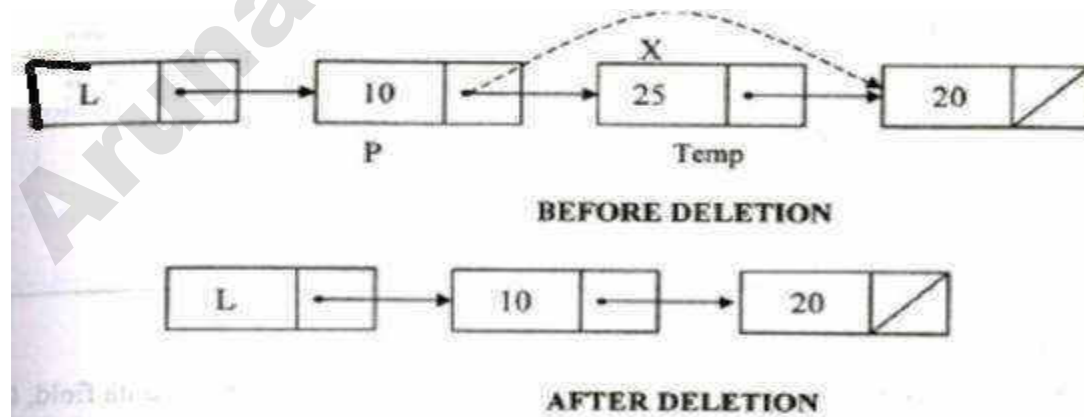 X
L 10 25 20
P Temp
BEFORE DELETION
L 10 20
AFTER DELETION